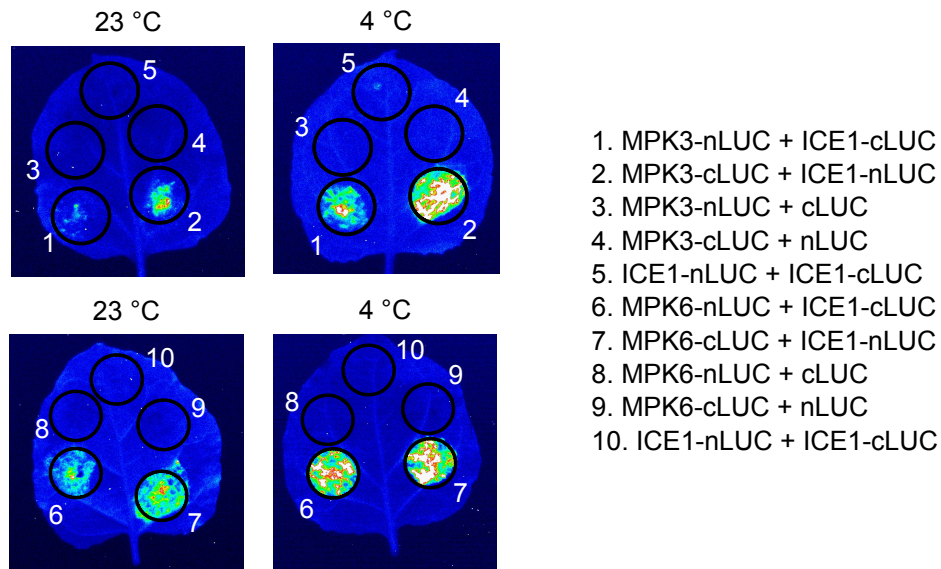 23 °C
4 °C
5
3
4
1
2
5
4
3
1
2
1. MPK3-nLUC + ICE1-cLUC
2. MPK3-cLUC + ICE1-nLUC
3. MPK3-nLUC + cLUC
4. MPK3-cLUC + nLUC
5. ICE1-nLUC + ICE1-cLUC
6. MPK6-nLUC + ICE1-cLUC
7. MPK6-cLUC + ICE1-nLUC
8. MPK6-nLUC + cLUC
9. MPK6-cLUC + nLUC
10. ICE1-nLUC + ICE1-cLUC
23 °C
4 °C
10
8
9
6
7
10
9
8
6
7